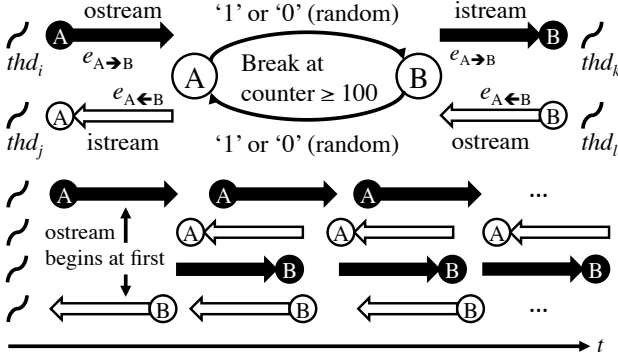 ostream ‘1’ or ‘0’ (random) istream
A B
thd_i e_A➔B A Break at counter ≥ 100 B e_A➔B thd_k
e_A🡰B e_A🡰B
A B
thd_j istream ‘1’ or ‘0’ (random) ostream thd_l
A A A ...
ostream A A A
begins at first B B B
B B B ...
t